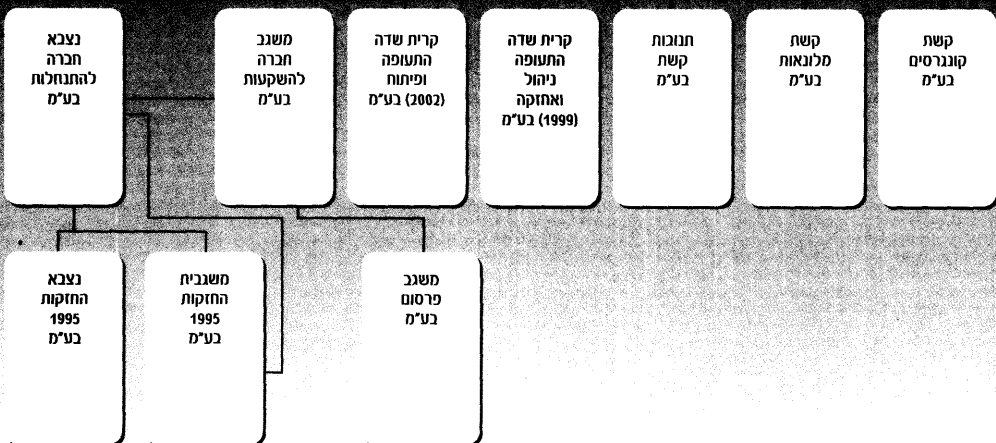 קשת
קונגרסים
בע"מ
קשת
מלונאות
בע"מ
תנובות
קשת
בע"מ
קרית שדה
התעופה
ניהול
ואחזקה
(1999) בע"מ
קרית שדה
התעופה
ופיתוח
(2002) בע"מ
משגב
חברה
להשקעות
בע"מ
נצבא
חברה
להתנחלות
בע"מ
משגב
פרסום
בע"מ
משגבית
החזקות
1995
בע"מ
נצבא
החזקות
1995
בע"מ